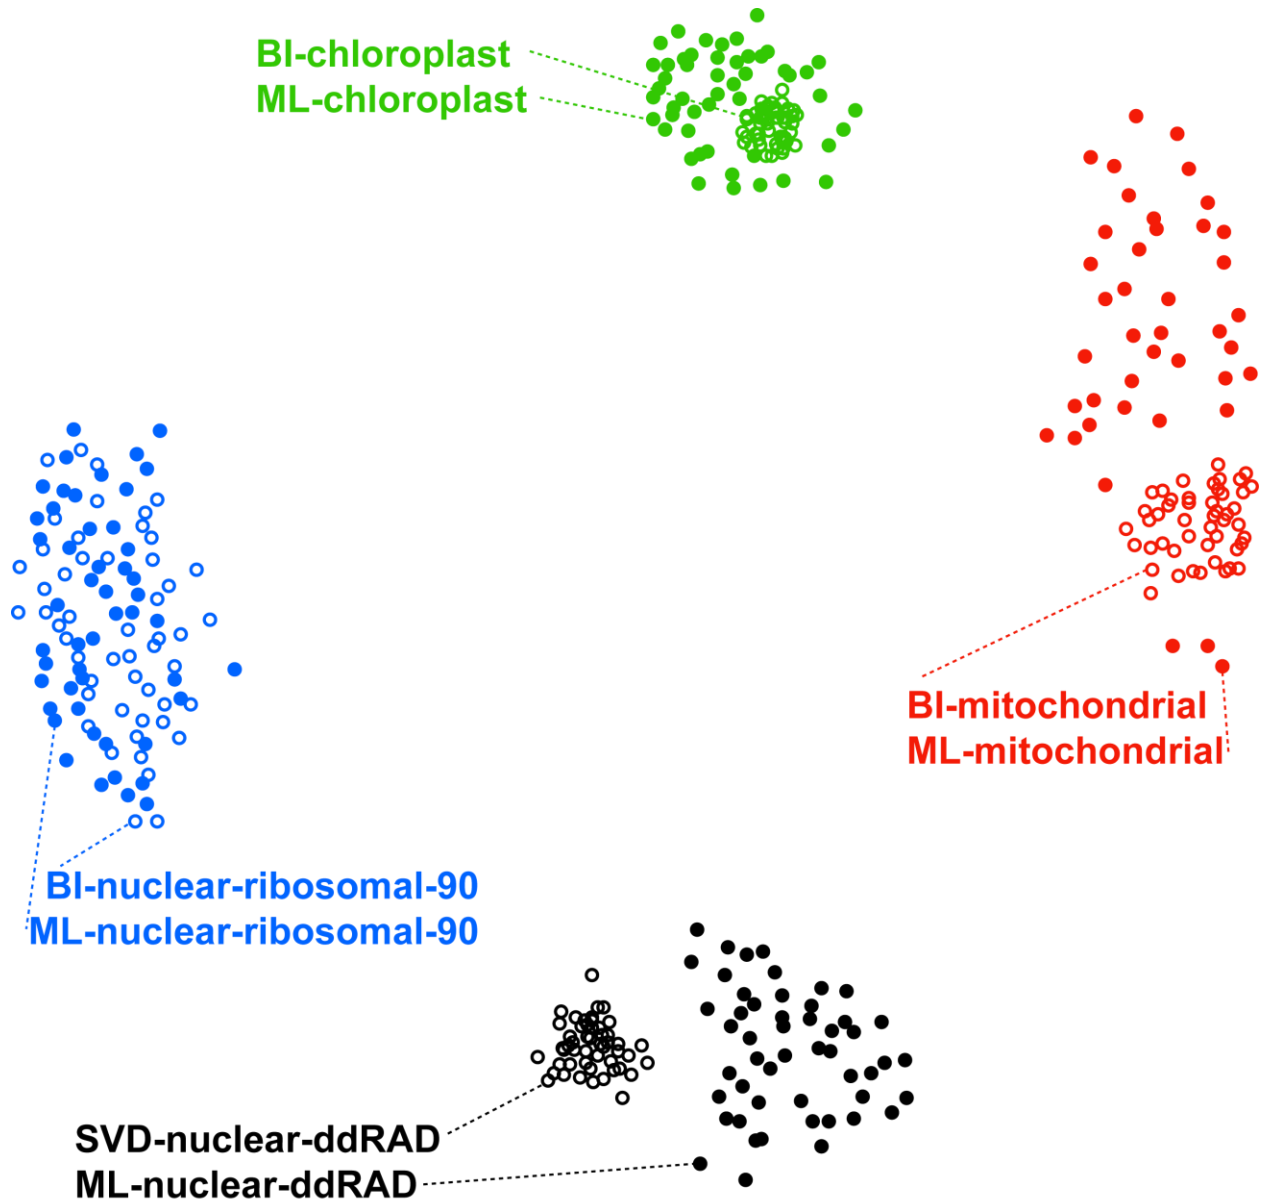 BI-chloroplast
ML-chloroplast
BI-mitochondrial
ML-mitochondrial
BI-nuclear-ribosomal-90
ML-nuclear-ribosomal-90
SVD-nuclear-ddRAD
ML-nuclear-ddRAD